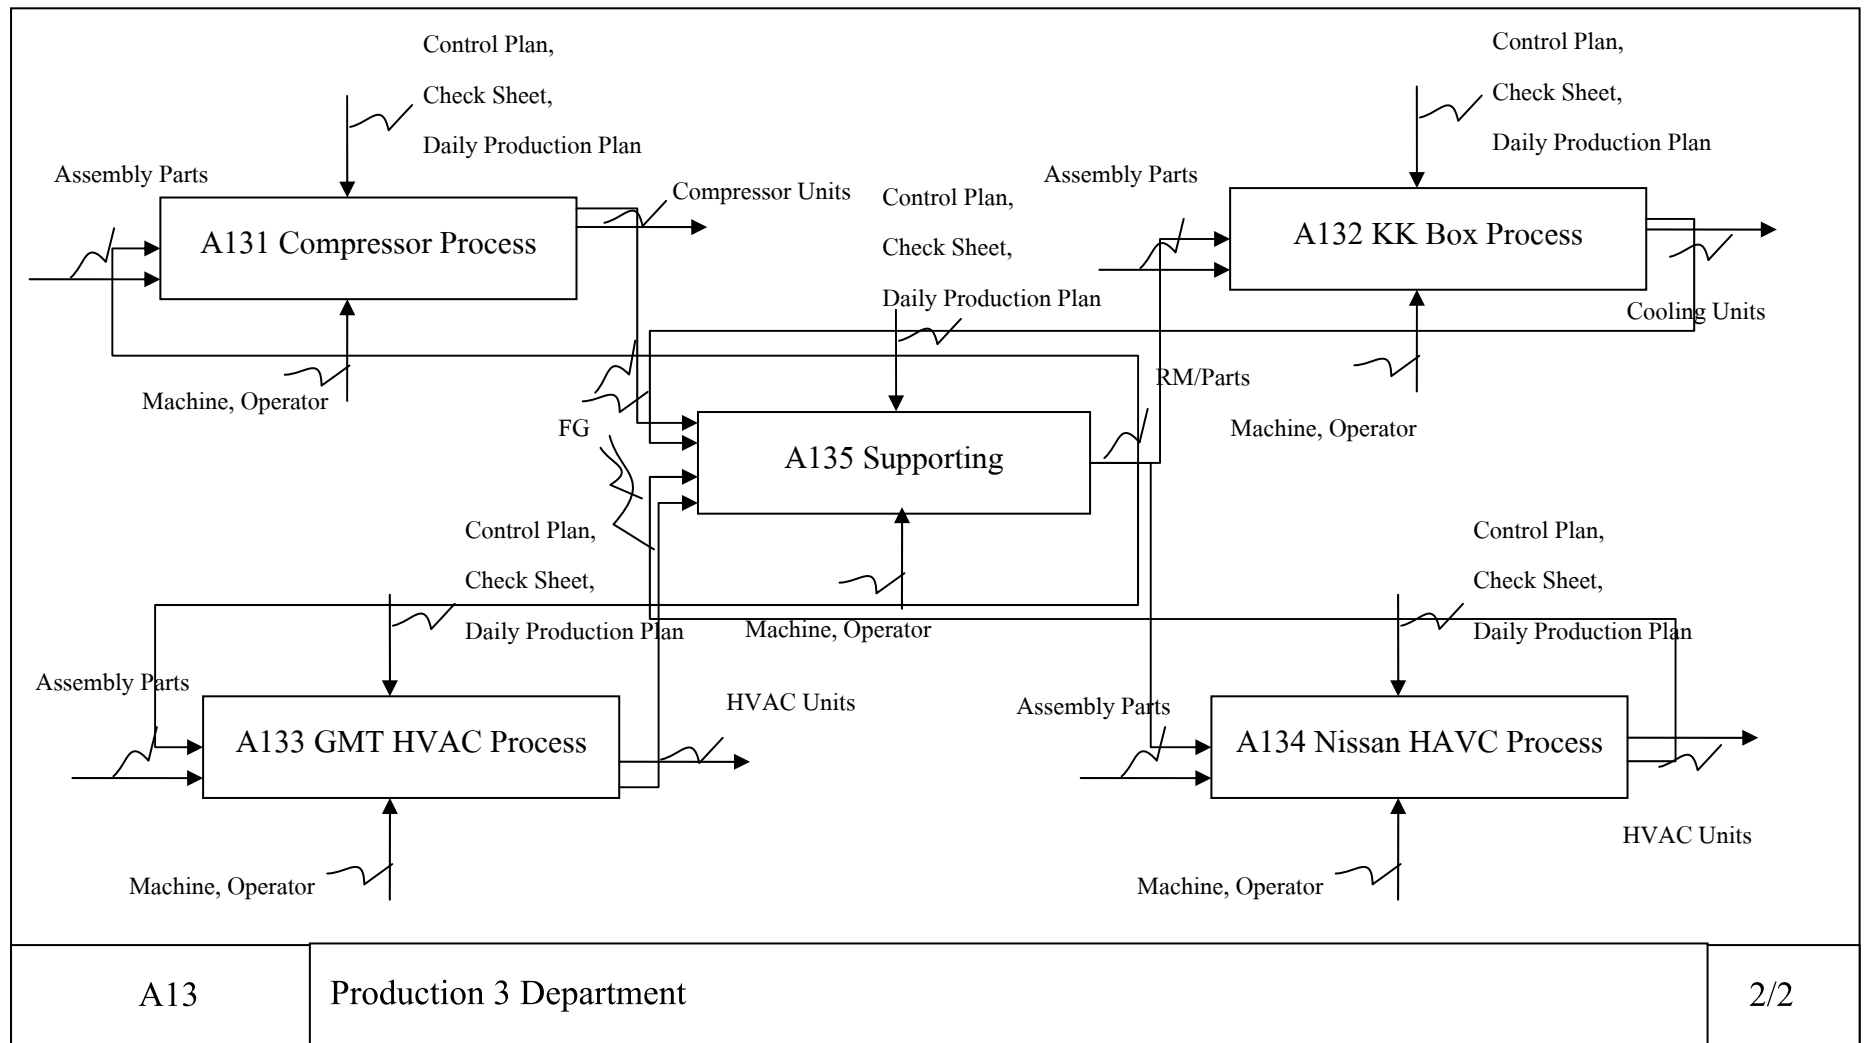 Control Plan,
Check Sheet,
Daily Production Plan
Assembly Parts
A131 Compressor Process
Compressor Units
Machine, Operator
Control Plan,
Check Sheet,
Daily Production Plan
Assembly Parts
A132 KK Box Process
Cooling Units
Machine, Operator
Control Plan,
Check Sheet,
Daily Production Plan
RM/Parts
FG
A135 Supporting
Machine, Operator
Control Plan,
Check Sheet,
Daily Production Plan
Assembly Parts
A133 GMT HVAC Process
HVAC Units
Machine, Operator
Control Plan,
Check Sheet,
Daily Production Plan
Assembly Parts
A134 Nissan HAVC Process
HVAC Units
Machine, Operator
A13
Production 3 Department
2/2